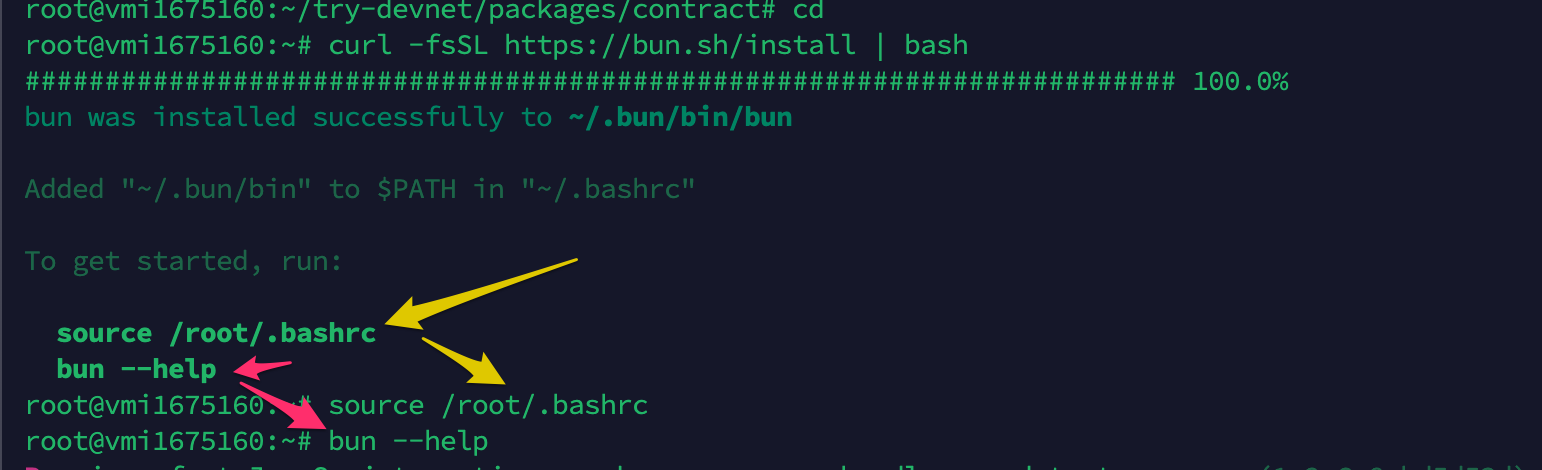 root@vmi1675160:~/try-devnet/packages/contract# cd
root@vmi1675160:~# curl -fsSL https://bun.sh/install | bash
######################################################################## 100.0%
bun was installed successfully to ~/.bun/bin/bun
Added "~/.bun/bin" to $PATH in "~/.bashrc"
To get started, run:
source /root/.bashrc
bun --help
root@vmi1675160:~# source /root/.bashrc
root@vmi1675160:~# bun --help